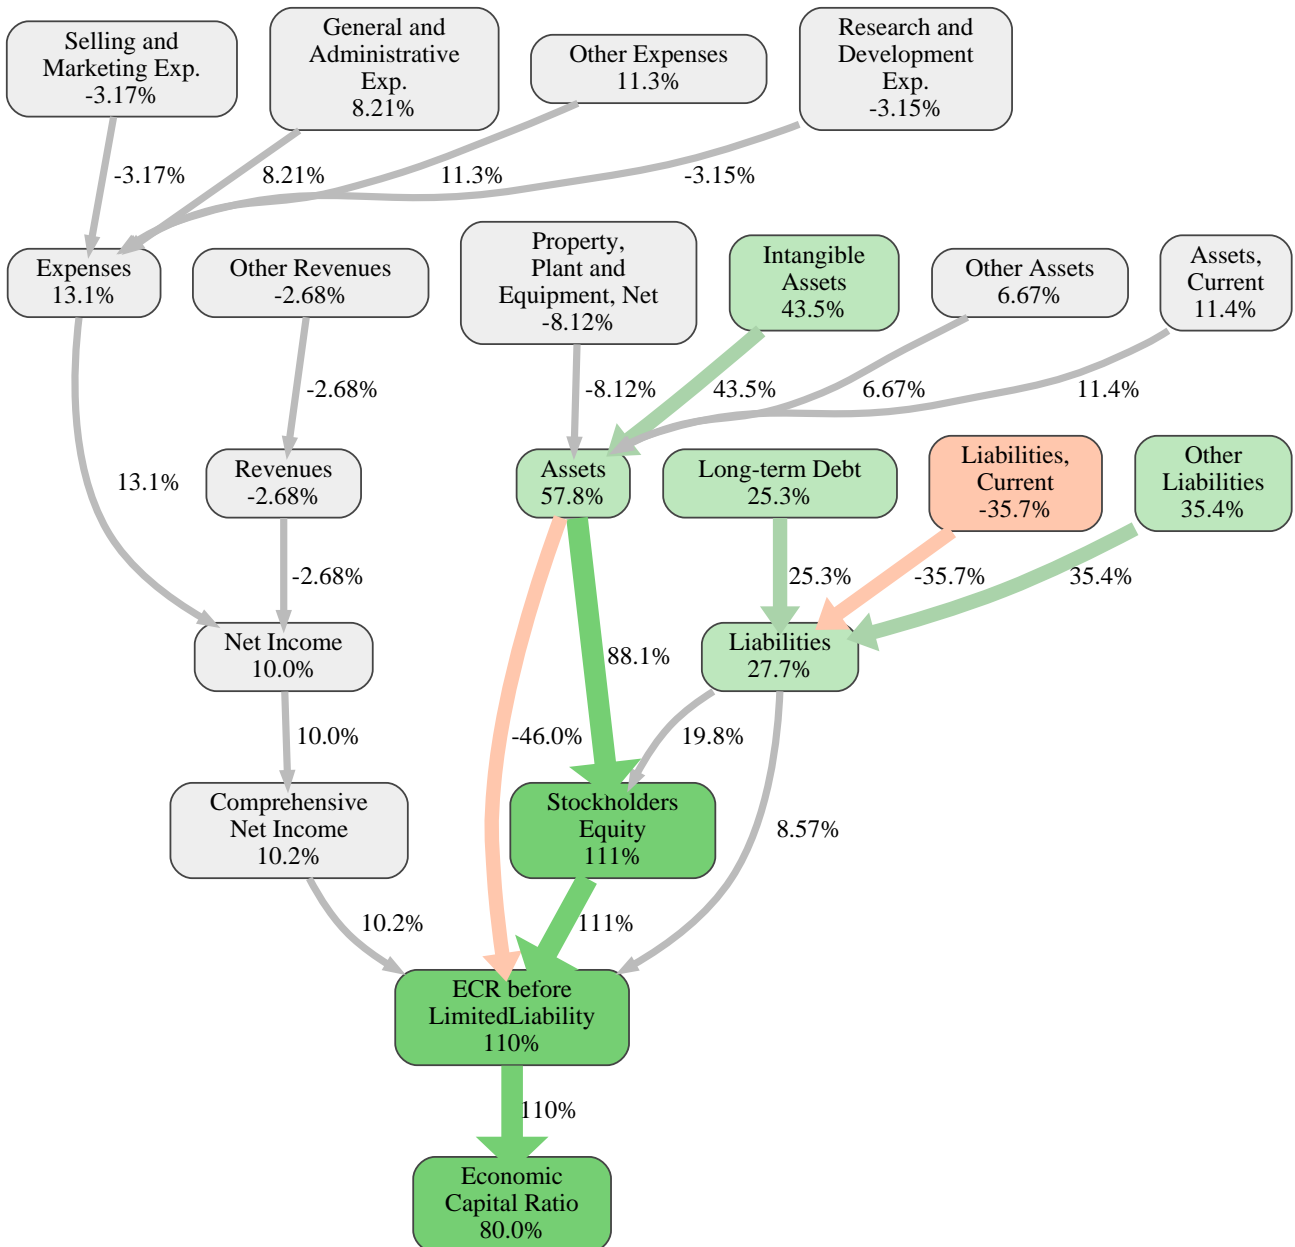 Selling and
Marketing Exp.
-3.17%
General and
Administrative
Exp.
8.21%
Other Expenses
11.3%
Research and
Development
Exp.
-3.15%
-3.17%
8.21%
11.3%
-3.15%
Expenses
13.1%
Other Revenues
-2.68%
Property,
Plant and
Equipment, Net
-8.12%
Intangible
Assets
43.5%
Other Assets
6.67%
Assets,
Current
11.4%
-2.68%
-8.12%
43.5%
6.67%
11.4%
13.1%
Revenues
-2.68%
Assets
57.8%
Long-term Debt
25.3%
Liabilities,
Current
-35.7%
Other
Liabilities
35.4%
-2.68%
25.3%
-35.7%
35.4%
Net Income
10.0%
88.1%
Liabilities
27.7%
10.0%
-46.0%
19.8%
Comprehensive
Net Income
10.2%
Stockholders
Equity
111%
8.57%
10.2%
111%
ECR before
LimitedLiability
110%
110%
Economic
Capital Ratio
80.0%